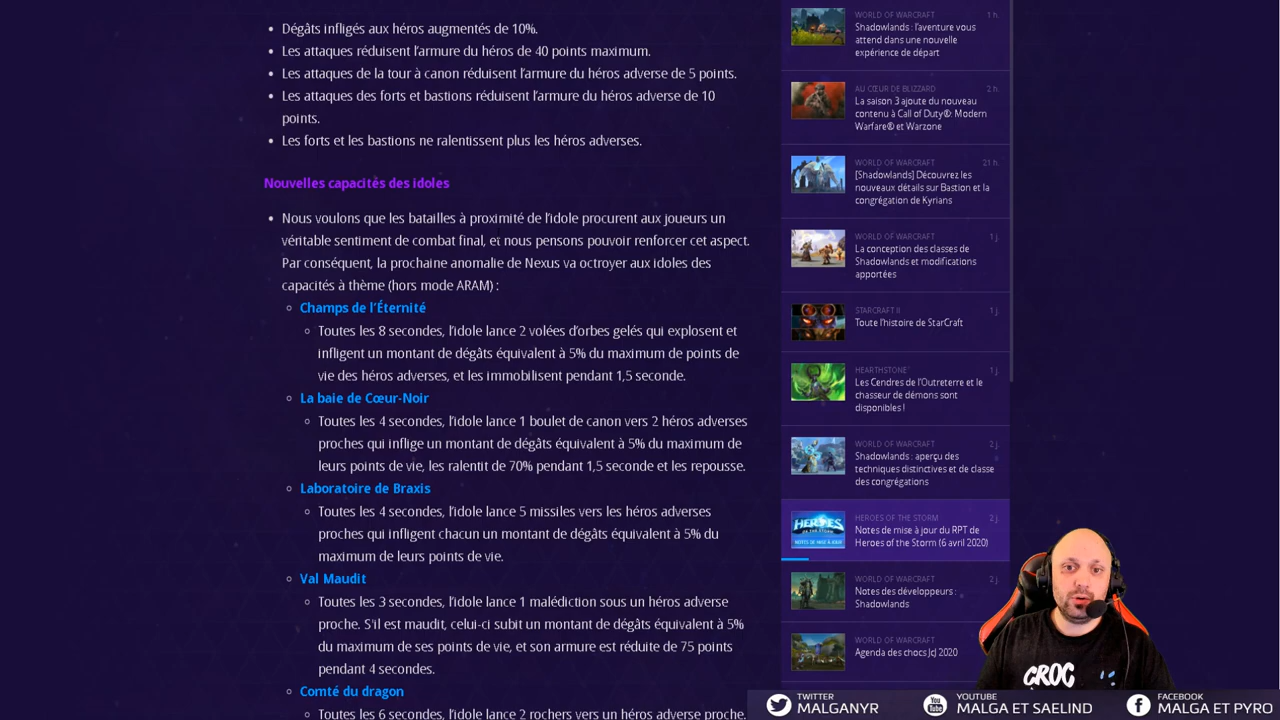 Dégâts infligés aux héros augmentés de 10%.
Les attaques réduisent l'armure du héros de 40 points maximum.
Les attaques de la tour à canon réduisent l'armure du héros adverse de 5 points.
Les attaques des forts et bastions réduisent l'armure du héros adverse de 10
points.
Les forts et les bastions ne ralentissent plus les héros adverses.
Nouvelles capacités des idoles
Nous voulons que les batailles à proximité de l'idole procurent aux joueurs un
véritable sentiment de combat final, et nous pensons pouvoir renforcer cet aspect.
Par conséquent, la prochaine anomalie de Nexus va octroyer aux idoles des
capacités à thème (hors mode ARAM) :
Champs de l'Éternité
Toutes les 8 secondes, l'idole lance 2 volées d'orbes gelés qui explosent et
infligent un montant de dégâts équivalent à 5% du maximum de points de
vie des héros adverses, et les immobilisent pendant 1,5 seconde.
La baie de Cœur-Noir
Toutes les 4 secondes, l'idole lance 1 boulet de canon vers 2 héros adverses
proches qui inflige un montant de dégâts équivalent à 5% du maximum de
leurs points de vie, les ralentit de 70% pendant 1,5 seconde et les repousse.
Laboratoire de Braxis
Toutes les 4 secondes, l'idole lance 5 missiles vers les héros adverses
proches qui infligent chacun un montant de dégâts équivalent à 5% du
maximum de leurs points de vie.
Val Maudit
Toutes les 3 secondes, l'idole lance 1 malédiction sous un héros adverse
proche. S'il est maudit, celui-ci subit un montant de dégâts équivalent à 5%
du maximum de ses points de vie, et son armure est réduite de 75 points
pendant 4 secondes.
Comté du dragon
Toutes les 6 secondes, l'idole lance 2 rochers vers un héros adverse proche.
WORLD OF WARCRAFT 1 h.
Shadowlands : l'aventure vous
attend dans une nouvelle
expérience de départ
AU CŒUR DE BLIZZARD 2 h.
La saison 3 ajoute du nouveau
contenu à Call of Duty®: Modern
Warfare® et Warzone
WORLD OF WARCRAFT 21 h.
[Shadowlands] Découvrez les
nouveaux détails sur Bastion et la
congrégation de Kyrians
WORLD OF WARCRAFT 1 j.
La conception des classes de
Shadowlands et modifications
apportées
STARCRAFT II 1 j.
Toute l'histoire de StarCraft
HEARTHSTONE 1 j.
Les Cendres de l'Outreterre et le
chasseur de démons sont
disponibles !
WORLD OF WARCRAFT 2 j.
Shadowlands : aperçu des
techniques distinctives et de classe
des congrégations
HEROES OF THE STORM 2 j.
Notes de mise à jour du RPT de
Heroes of the Storm (6 avril 2020)
HEROES
NOTES DE MISE À JOUR
WORLD OF WARCRAFT 2 j.
Notes des développeurs :
Shadowlands
WORLD OF WARCRAFT
Agenda des chocs JcJ 2020
CROC
TWITTER
MALGANYR
YOUTUBE
MALGA ET SAELIND
FACEBOOK
MALGA ET PYRO